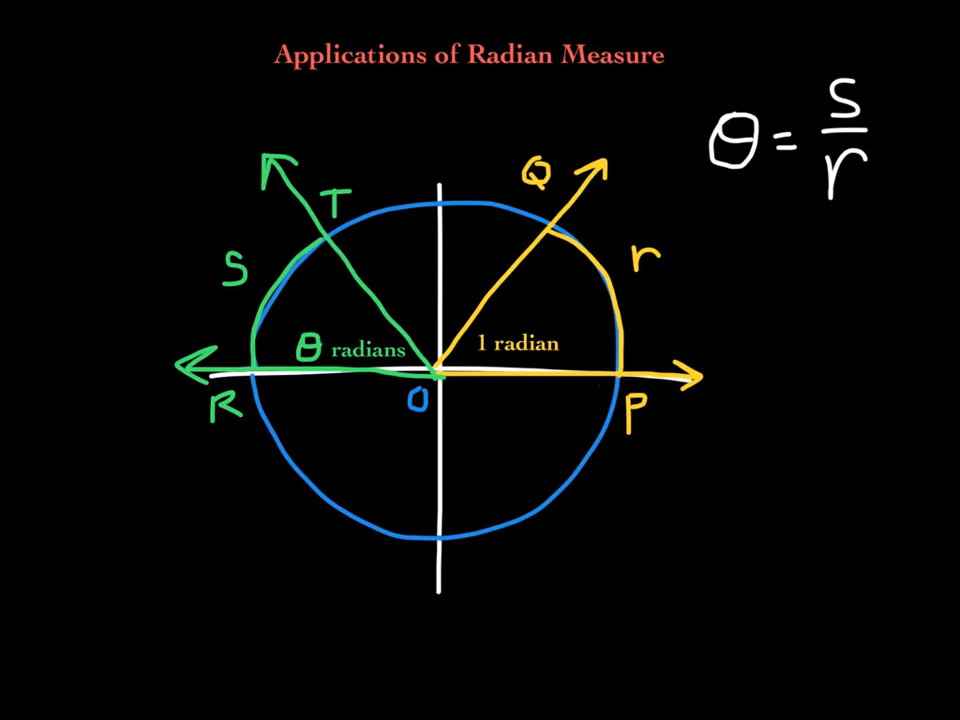 Applications of Radian Measure
θ = s/r
Q
T
r
s
θ radians
1 radian
R
O
P